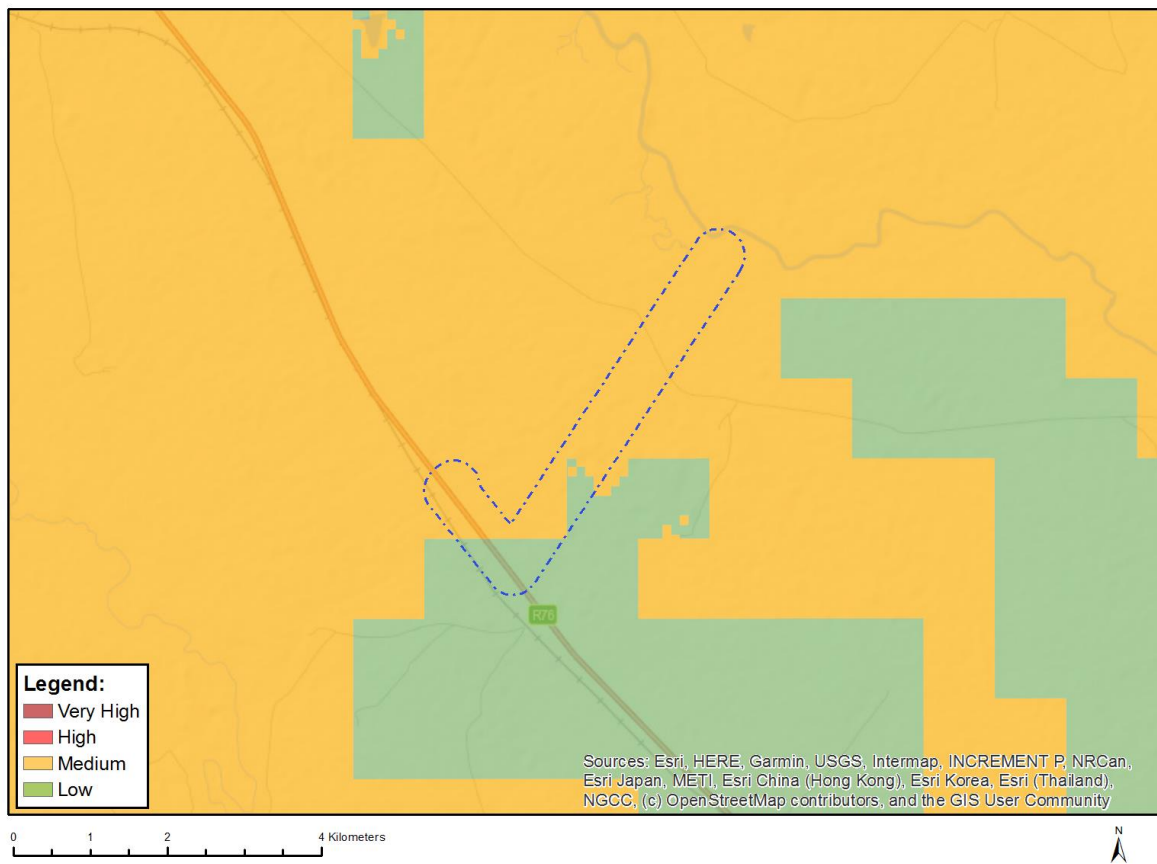 R76
Legend:
Very High
High
Medium
Low
Sources: Esri, HERE, Garmin, USGS, Intermap, INCREMENT P, NRCan,
Esri Japan, METI, Esri China (Hong Kong), Esri Korea, Esri (Thailand),
NGCC, (c) OpenStreetMap contributors, and the GIS User Community
0 1 2 4 Kilometers
N